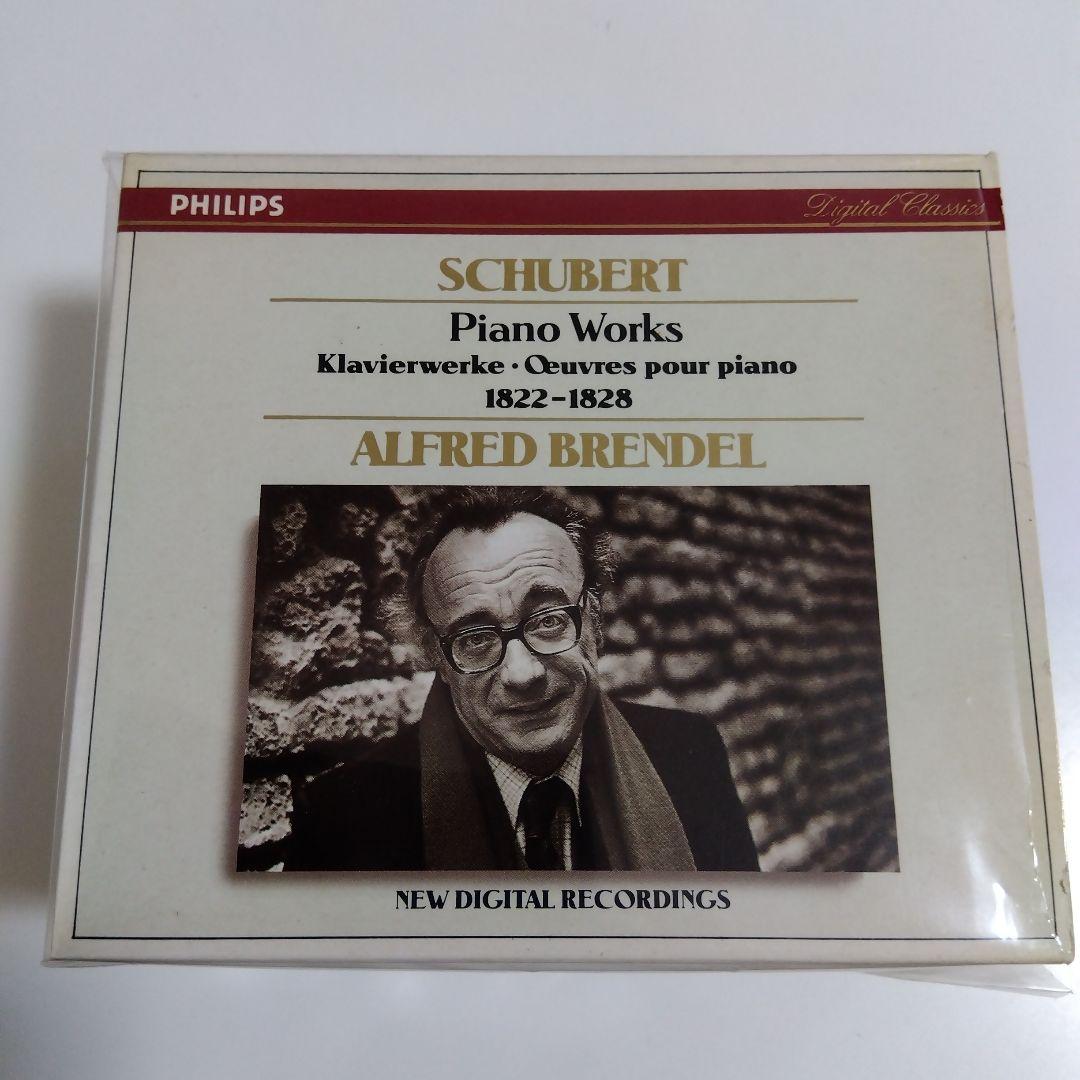 PHILIPS
Digital Classics
SCHUBERT
Piano Works
Klavierwerke · Œuvres pour piano
1822–1828
ALFRED BRENDEL
NEW DIGITAL RECORDINGS